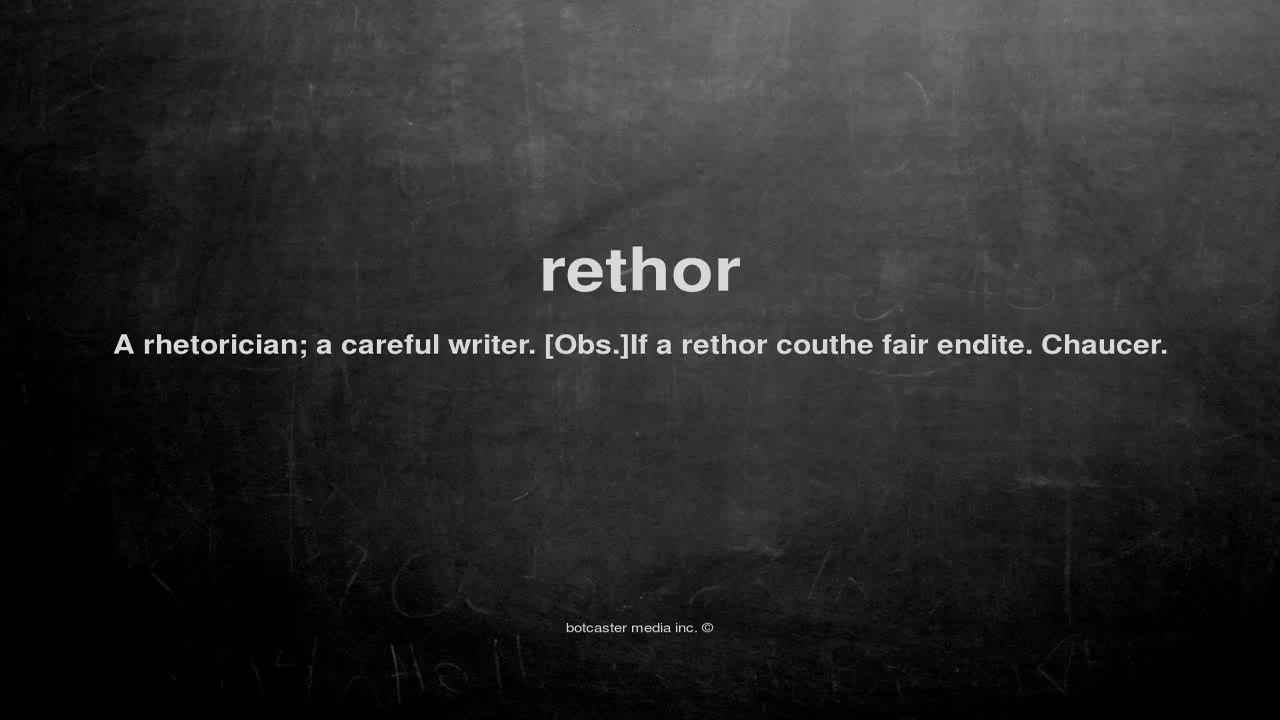 rethor
A rhetorician; a careful writer. [Obs.]If a rethor couthe fair endite. Chaucer.
botcaster media inc. ©